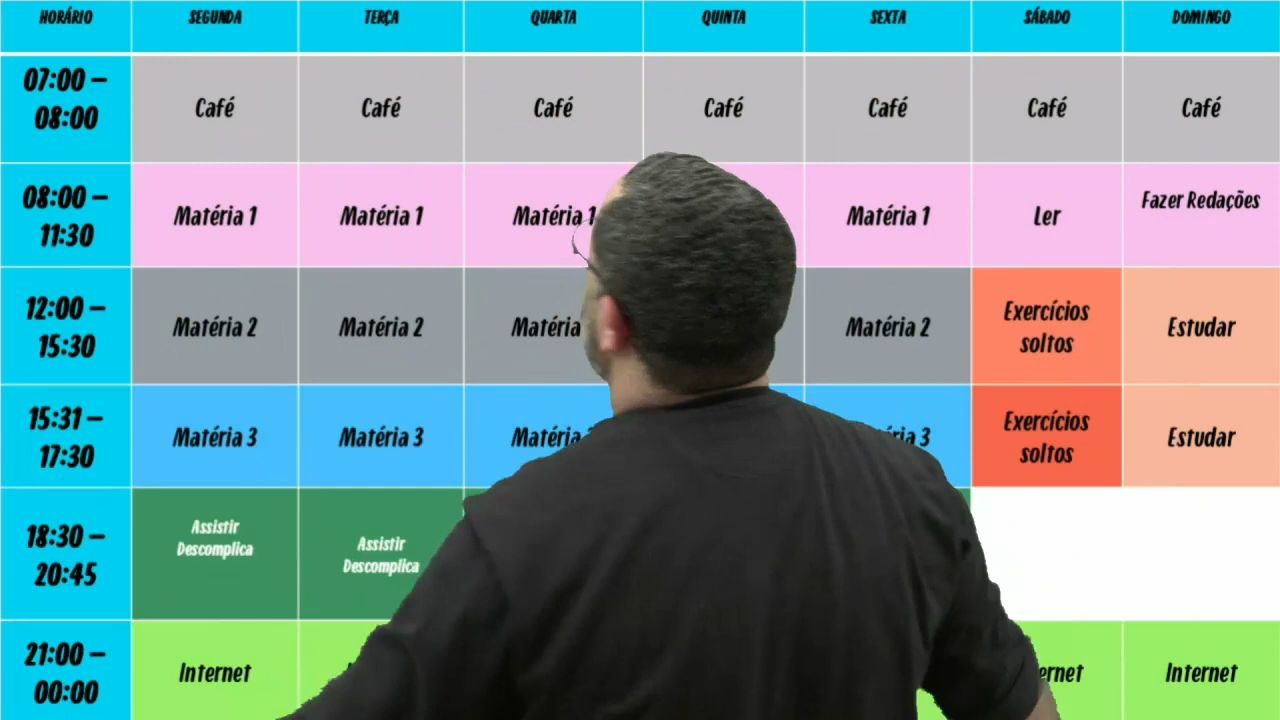 HORÁRIO SEGUNDA TERÇA QUARTA QUINTA SEXTA SÁBADO DOMINGO
07:00 –
08:00
Café Café Café Café Café Café Café
08:00 –
11:30
Matéria 1 Matéria 1 Matéria 1 Matéria 1 Ler Fazer Redações
12:00 –
15:30
Matéria 2 Matéria 2 Matéria Matéria 2 Exercícios
soltos
Estudar
15:31 –
17:30
Matéria 3 Matéria 3 Matéria 3 Exercícios
soltos
Estudar
18:30 –
20:45
Assistir
Descomplica
Assistir
Descomplica
21:00 –
00:00
Internet Internet